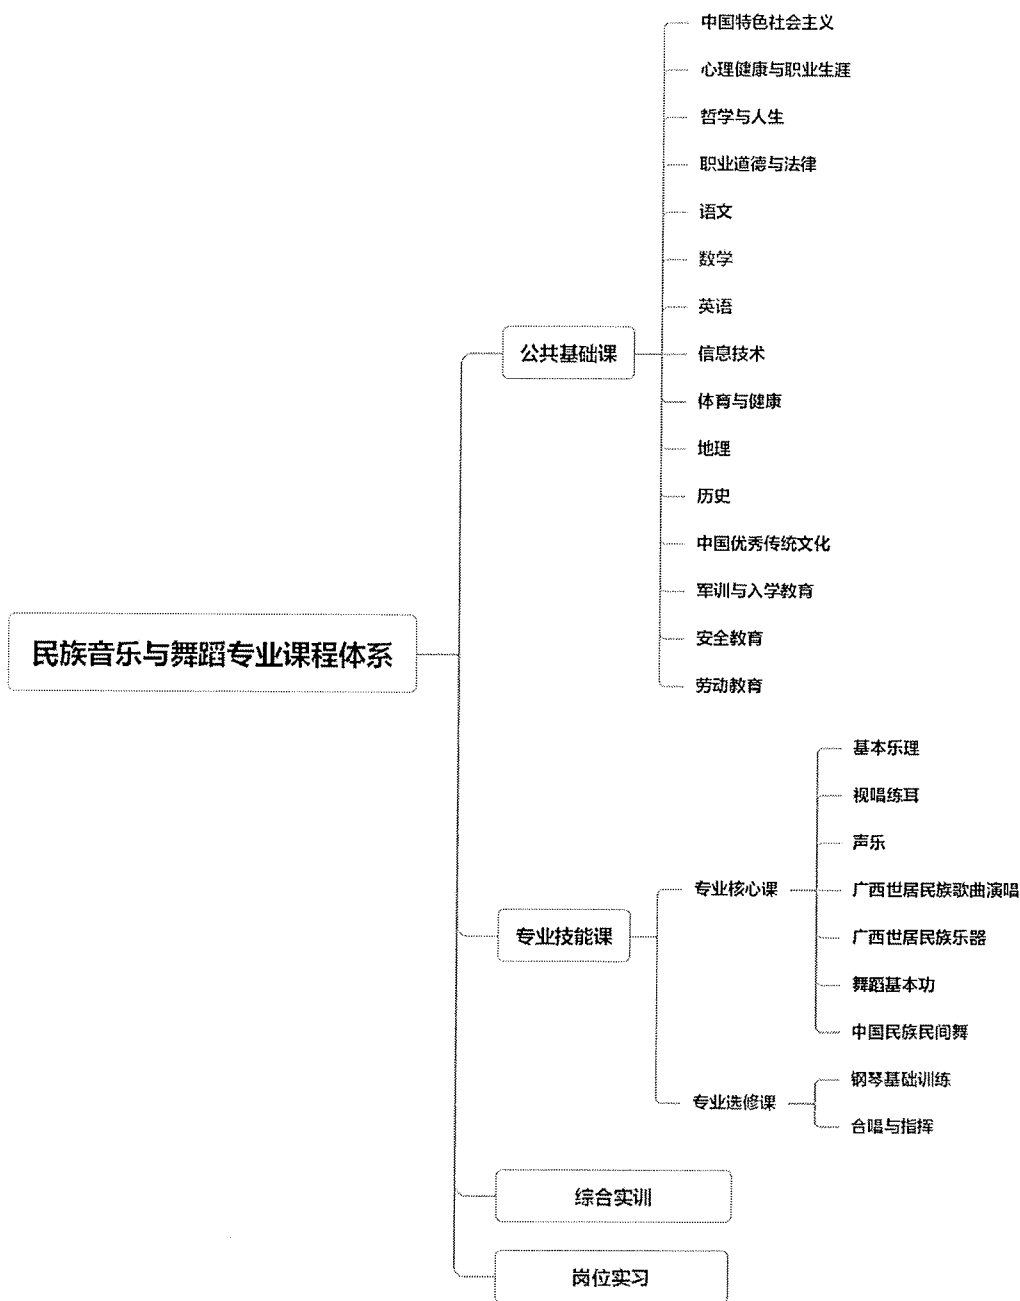 民族音乐与舞蹈专业课程体系
公共基础课
中国特色社会主义
心理健康与职业生涯
哲学与人生
职业道德与法律
语文
数学
英语
信息技术
体育与健康
地理
历史
中国优秀传统文化
军训与入学教育
安全教育
劳动教育
专业技能课
专业核心课
基本乐理
视唱练耳
声乐
广西世居民族歌曲演唱
广西世居民族乐器
舞蹈基本功
中国民族民间舞
专业选修课
钢琴基础训练
合唱与指挥
综合实训
岗位实习